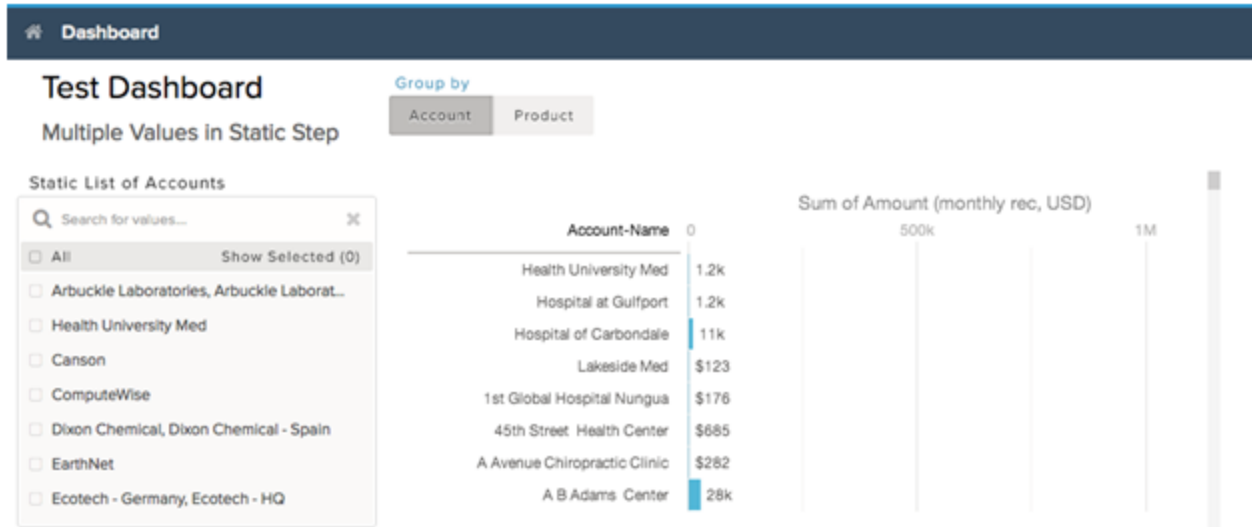 Dashboard
Test Dashboard
Multiple Values in Static Step
Group by
Account Product
Static List of Accounts
Search for values...
All Show Selected (0)
Arbuckle Laboratories, Arbuckle Laborat...
Health University Med
Canson
ComputeWise
Dixon Chemical, Dixon Chemical - Spain
EarthNet
Ecotech - Germany, Ecotech - HQ
Sum of Amount (monthly rec, USD)
Account-Name 0 500k 1M
Health University Med 1.2k
Hospital at Gulfport 1.2k
Hospital of Carbondale 11k
Lakeside Med $123
1st Global Hospital Nungua $176
45th Street Health Center $685
A Avenue Chiropractic Clinic $282
A B Adams Center 28k